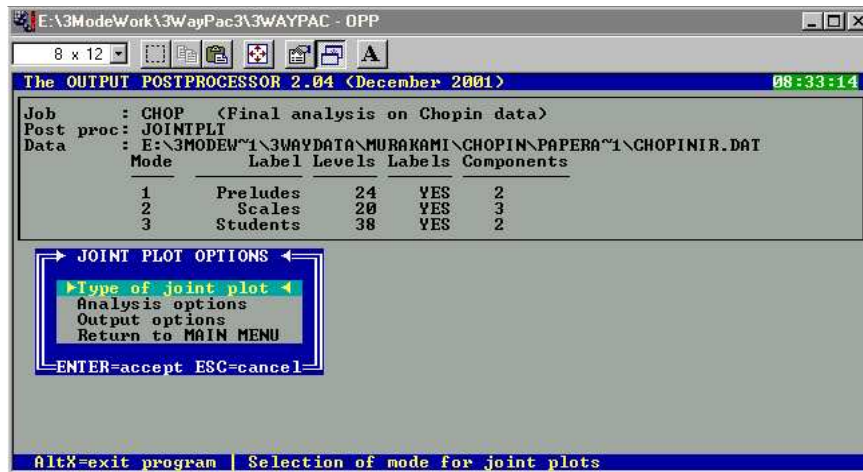 E:\3ModeWork\3WayPac3\3WAYPAC - OPP
8 x 12 A
The OUTPUT POSTPROCESSOR 2.04 (December 2001) 08:33:14
Job : CHOP (Final analysis on Chopin data)
Post proc: JOINTPLT
Data : E:\3MODEW~1\3WAYDATA\MURAKAMI\CHOPIN\PAPERA~1\CHOPINIR.DAT
Mode Label Levels Labels Components
1 Preludes 24 YES 2
2 Scales 20 YES 3
3 Students 38 YES 2
JOINT PLOT OPTIONS
Type of joint plot
Analysis options
Output options
Return to MAIN MENU
ENTER=accept ESC=cancel
AltX=exit program | Selection of mode for joint plots